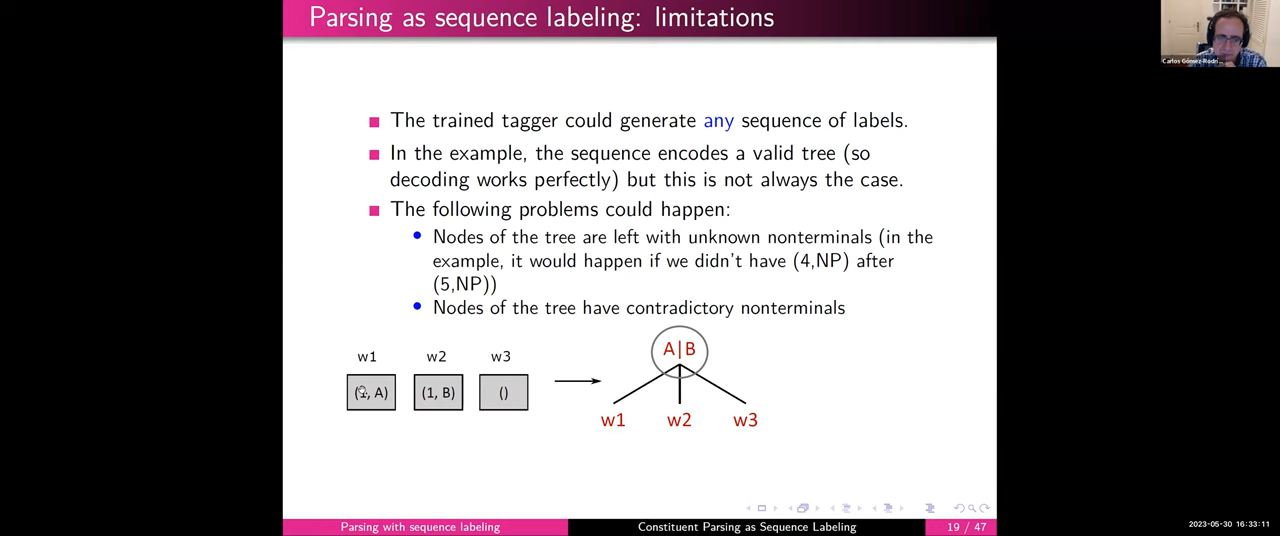 Parsing as sequence labeling: limitations
The trained tagger could generate any sequence of labels.
In the example, the sequence encodes a valid tree (so
decoding works perfectly) but this is not always the case.
The following problems could happen:
Nodes of the tree are left with unknown nonterminals (in the
example, it would happen if we didn't have (4,NP) after
(5,NP))
Nodes of the tree have contradictory nonterminals
w1 w2 w3
(1, A) (1, B) ()
A|B
w1 w2 w3
Parsing with sequence labeling Constituent Parsing as Sequence Labeling 19 / 47
Carlos Gómez-Rodrí...
2023-05-30 16:33:11